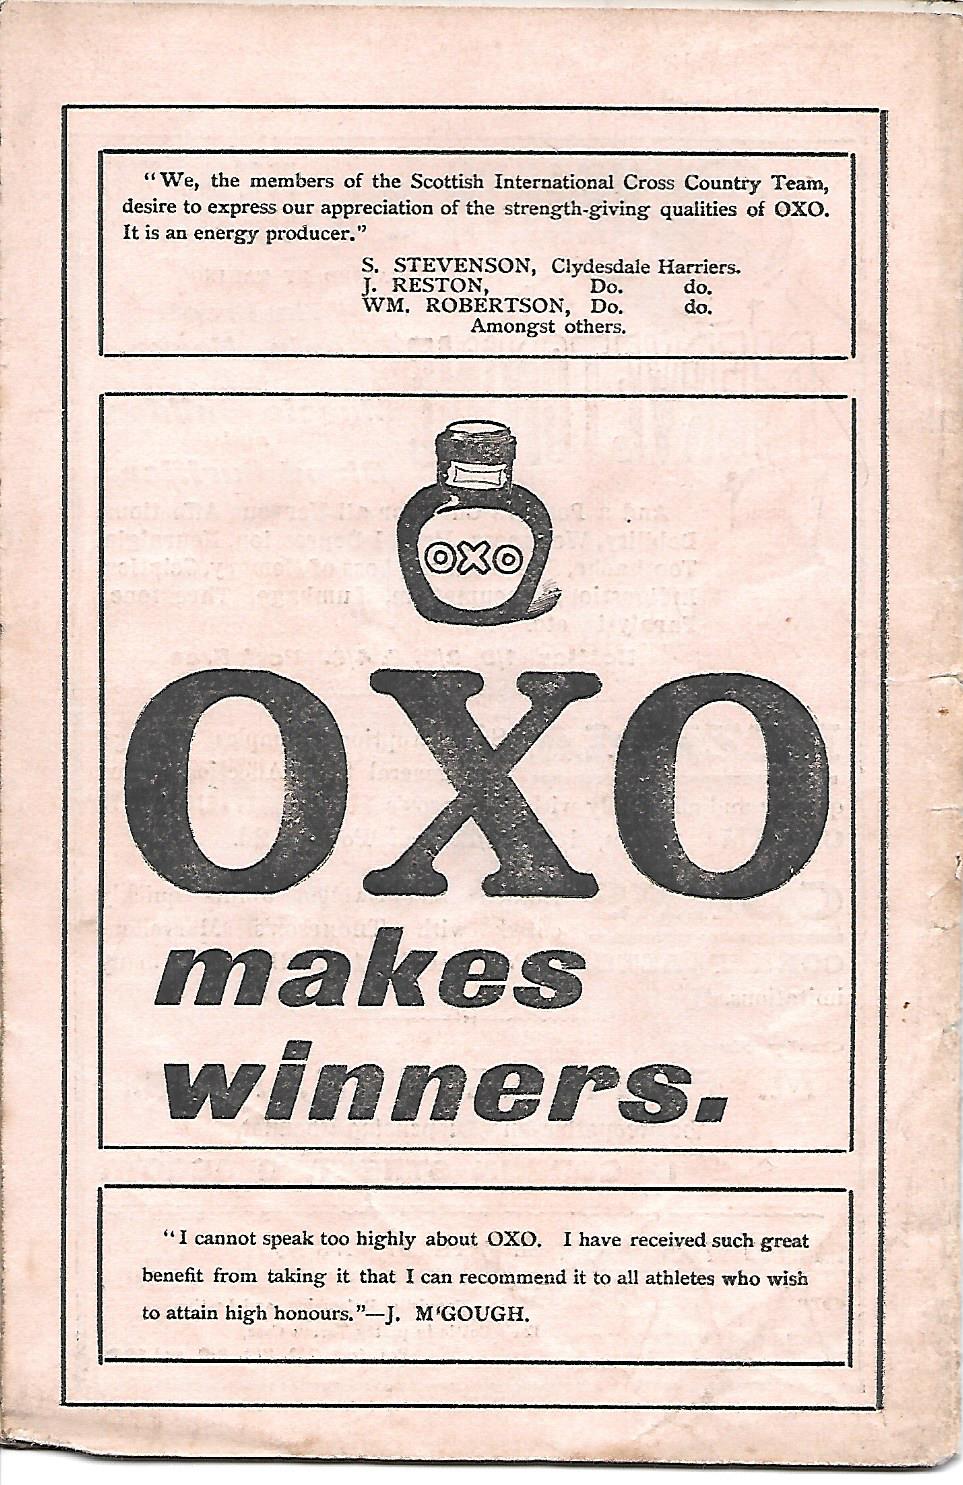 "We, the members of the Scottish International Cross Country Team,
desire to express our appreciation of the strength-giving qualities of OXO.
It is an energy producer."
S. STEVENSON, Clydesdale Harriers.
J. RESTON, Do. do.
WM. ROBERTSON, Do. do.
Amongst others.
OXO
OXO
makes
winners.
"I cannot speak too highly about OXO. I have received such great
benefit from taking it that I can recommend it to all athletes who wish
to attain high honours."—J. M‘GOUGH.